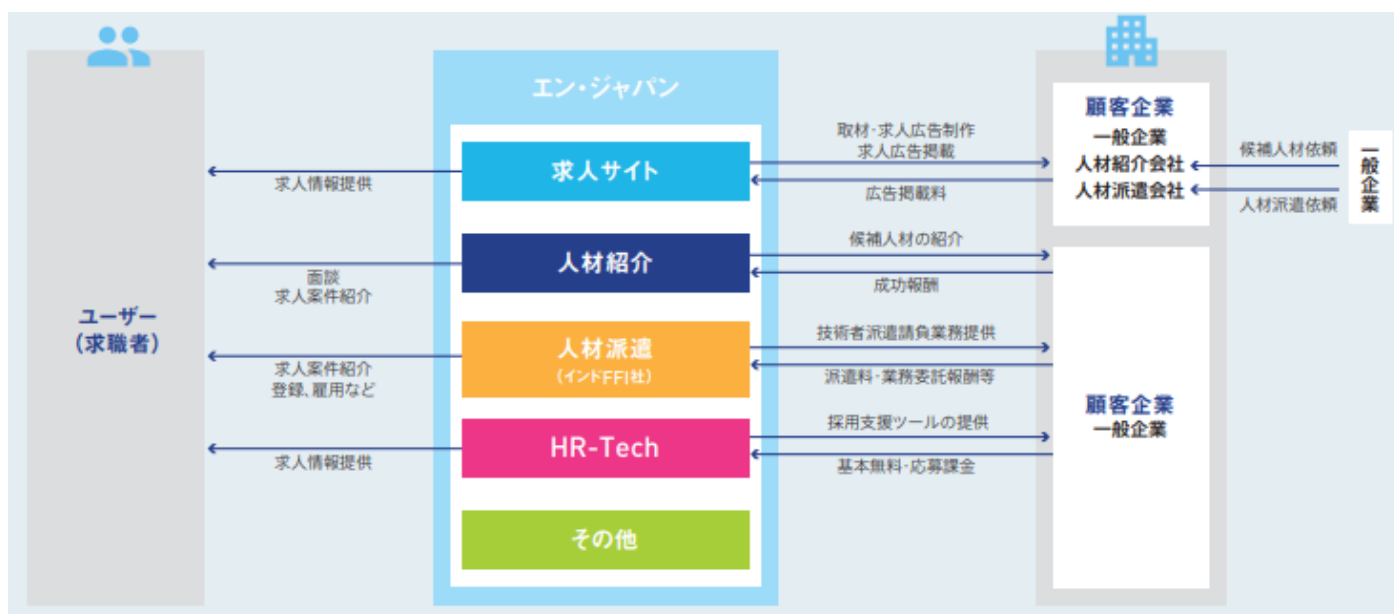 エン・ジャパン
ユーザー
（求職者）
求人情報提供
面談
求人案件紹介
求人案件紹介
登録、雇用など
求人情報提供
求人サイト
人材紹介
人材派遣
（インドFFI社）
HR-Tech
その他
取材・求人広告制作
求人広告掲載
広告掲載料
候補人材の紹介
成功報酬
技術者派遣請負業務提供
派遣料・業務委託報酬等
採用支援ツールの提供
基本無料・応募課金
顧客企業
一般企業
人材紹介会社
人材派遣会社
顧客企業
一般企業
候補人材依頼
人材派遣依頼
一般企業